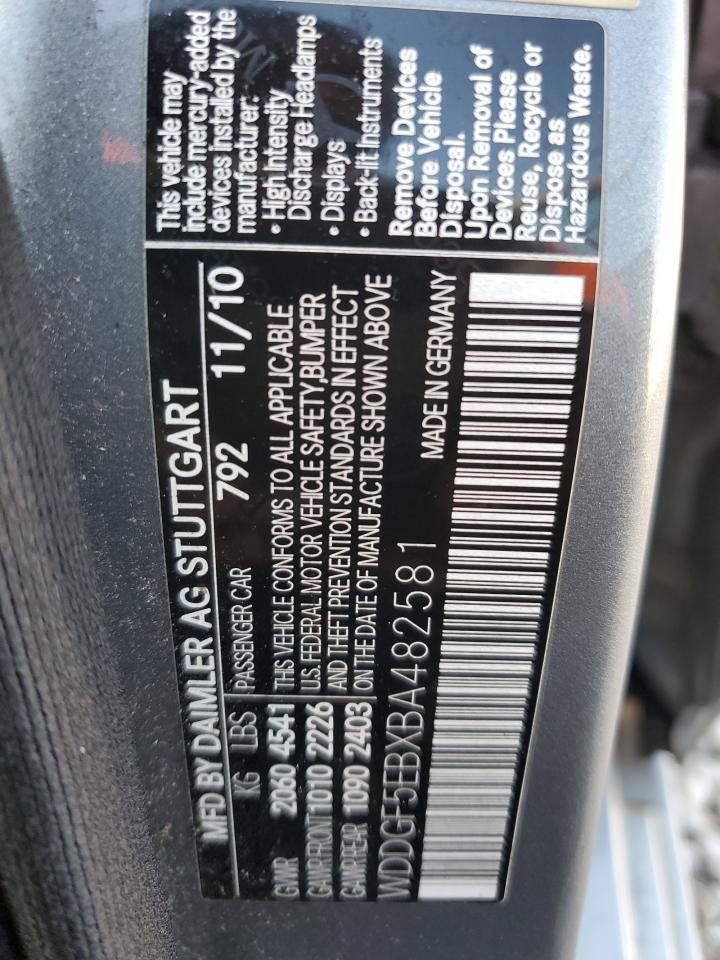 MFD BY DAIMLER AG STUTTGART
792 11/10
KG LBS PASSENGER CAR
GVWR 2060 4541
GAWR-FRONT 1010 2226
GAWR-REAR 1090 2403
THIS VEHICLE CONFORMS TO ALL APPLICABLE
U.S. FEDERAL MOTOR VEHICLE SAFETY,BUMPER
AND THEFT PREVENTION STANDARDS IN EFFECT
ON THE DATE OF MANUFACTURE SHOWN ABOVE
WDDGF5EBXBA482581
MADE IN GERMANY
This vehicle may
include mercury-added
devices installed by the
manufacturer:
• High Intensity
Discharge Headlamps
• Displays
• Back-lit Instruments
Remove Devices
Before Vehicle
Disposal.
Upon Removal of
Devices Please
Reuse, Recycle or
Dispose as
Hazardous Waste.